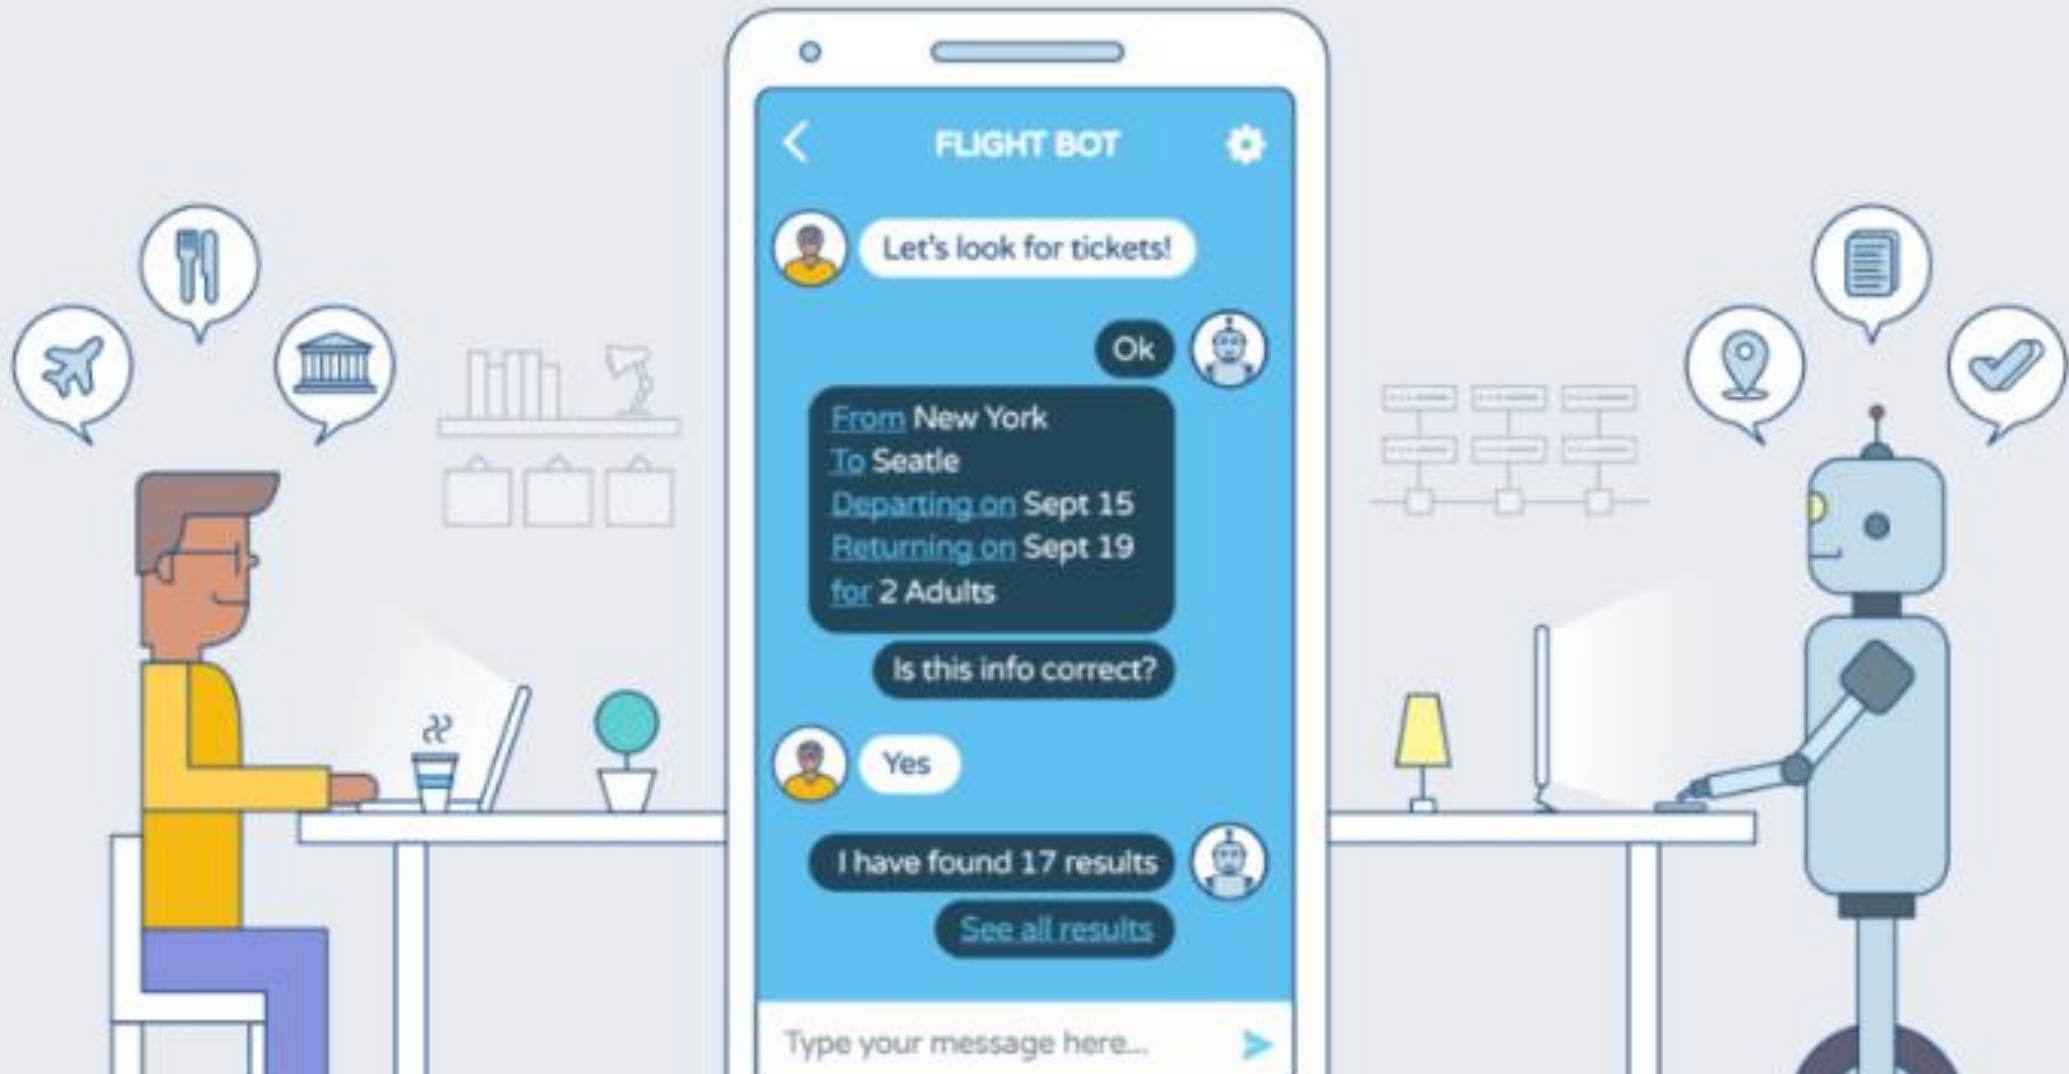 FLIGHT BOT
Let's look for tickets!
Ok
From New York
To Seatle
Departing on Sept 15
Returning on Sept 19
for 2 Adults
Is this info correct?
Yes
I have found 17 results
See all results
Type your message here...